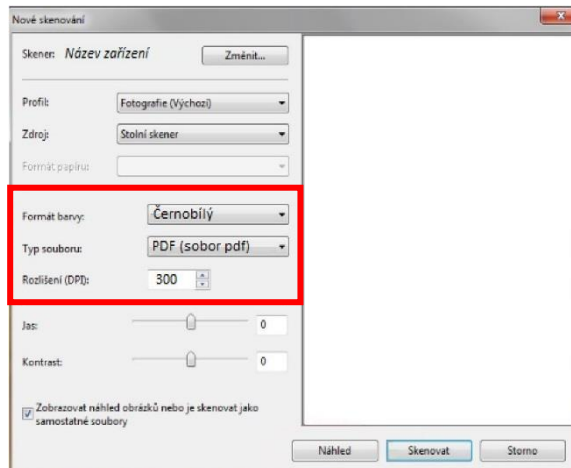 Nové skenování
Skener: Název zařízení Změnit...
Profil: Fotografie (Výchozí)
Zdroj: Stolní skener
Formát papíru:
Formát barvy: Černobílý
Typ souboru: PDF (sobor pdf)
Rozlišení (DPI): 300
Jas: 0
Kontrast: 0
Zobrazovat náhled obrázků nebo je skenovat jako
samostatné soubory
Náhled Skenovat Storno